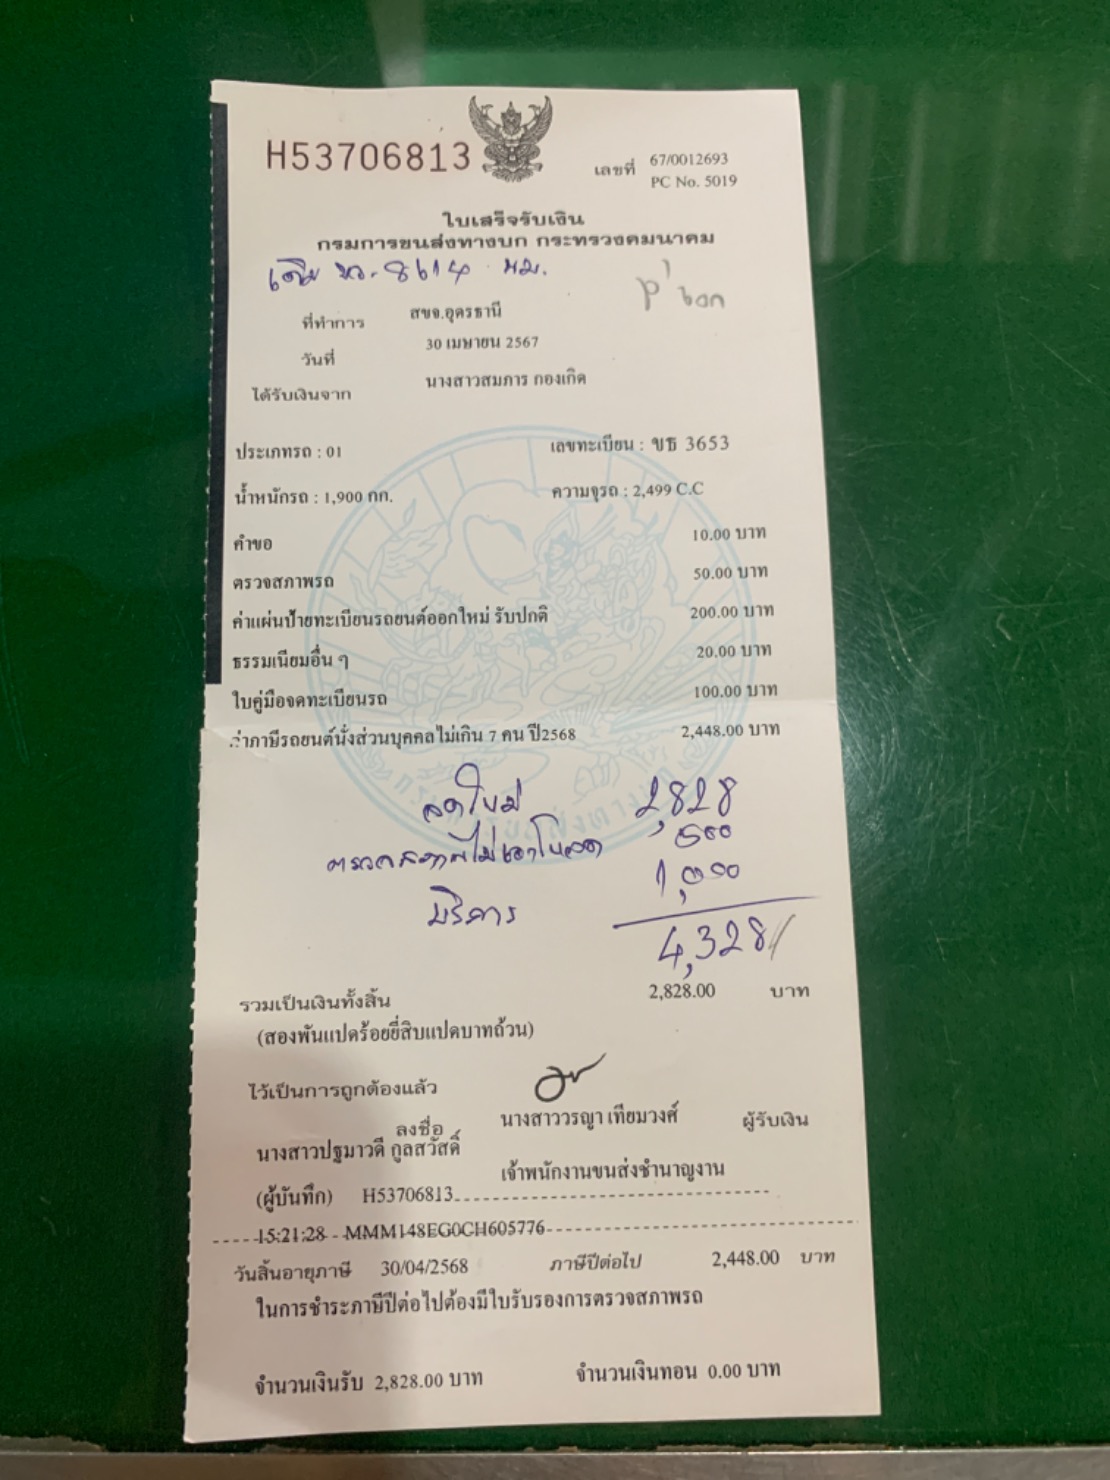 H53706813
เลขที่ 67/0012693
PC No. 5019
ใบเสร็จรับเงิน
กรมการขนส่งทางบก กระทรวงคมนาคม
เดิม 8614 นม.
ที่ทำการ สขจ.อุดรธานี
วันที่ 30 เมษายน 2567
ได้รับเงินจาก นางสาวสมภาร กองเกิด
ประเภทรถ : 01 เลขทะเบียน : ขธ 3653
น้ำหนักรถ : 1,900 กก. ความจุรถ : 2,499 C.C
คำขอ 10.00 บาท
ตรวจสภาพรถ 50.00 บาท
ค่าแผ่นป้ายทะเบียนรถยนต์ออกใหม่ รับปกติ 200.00 บาท
ธรรมเนียมอื่น ๆ 20.00 บาท
ใบคู่มือจดทะเบียนรถ 100.00 บาท
ค่าภาษีรถยนต์นั่งส่วนบุคคลไม่เกิน 7 คน ปี2568 2,448.00 บาท
จดใหม่ 2,828
ตรวจสภาพไม่เอาโหลด 500
บริการ 1,000
4,328
รวมเป็นเงินทั้งสิ้น 2,828.00 บาท
(สองพันแปดร้อยยี่สิบแปดบาทถ้วน)
ไว้เป็นการถูกต้องแล้ว
ลงชื่อ นางสาววรญา เทียมวงศ์ ผู้รับเงิน
นางสาวปฐมาวดี กูลสวัสดิ์
เจ้าพนักงานขนส่งชำนาญงาน
(ผู้บันทึก) H53706813
15:21:28 MMM148EG0CH605776
วันสิ้นอายุภาษี 30/04/2568 ภาษีปีต่อไป 2,448.00 บาท
ในการชำระภาษีปีต่อไปต้องมีใบรับรองการตรวจสภาพรถ
จำนวนเงินรับ 2,828.00 บาท จำนวนเงินทอน 0.00 บาท